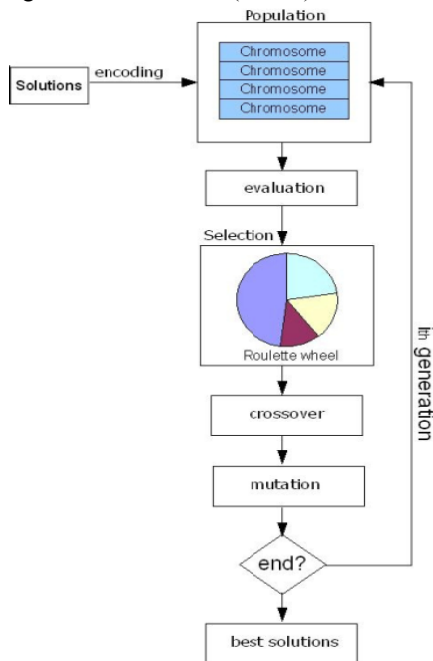 Population
Chromosome
Chromosome
Chromosome
Chromosome
encoding
Solutions
evaluation
Selection
Roulette wheel
crossover
mutation
end?
ith generation
best solutions